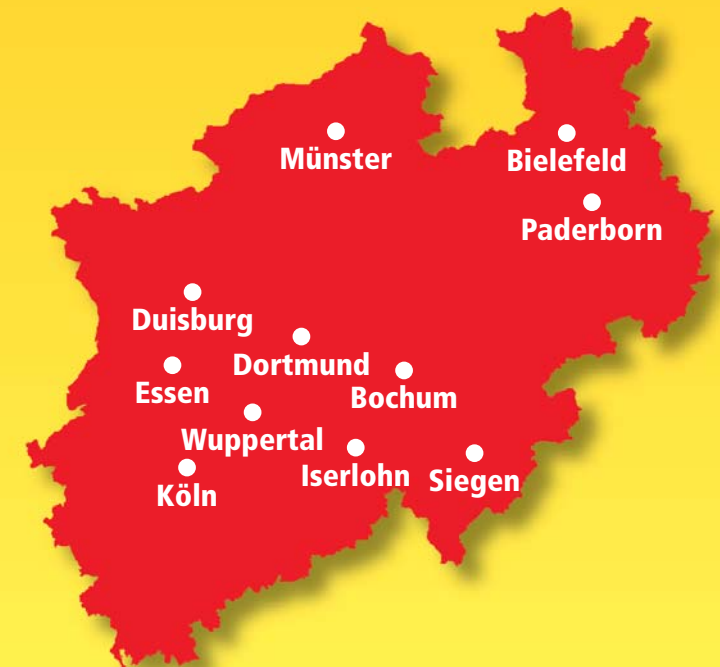 Münster
Bielefeld
Paderborn
Duisburg
Dortmund
Essen
Bochum
Wuppertal
Iserlohn
Siegen
Köln